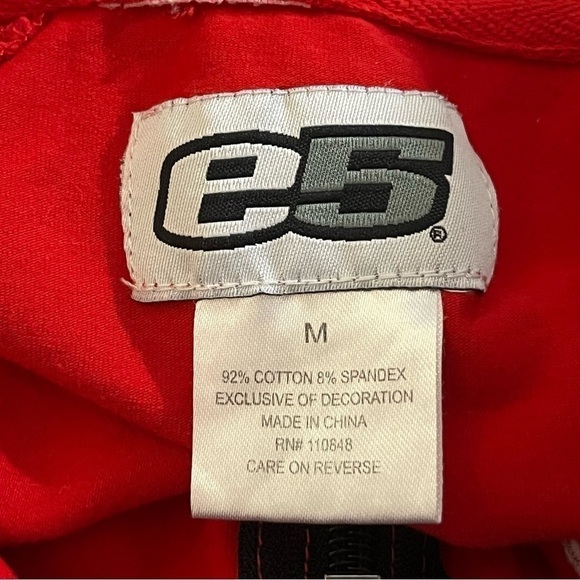 e5®
M
92% COTTON 8% SPANDEX
EXCLUSIVE OF DECORATION
MADE IN CHINA
RN# 110848
CARE ON REVERSE